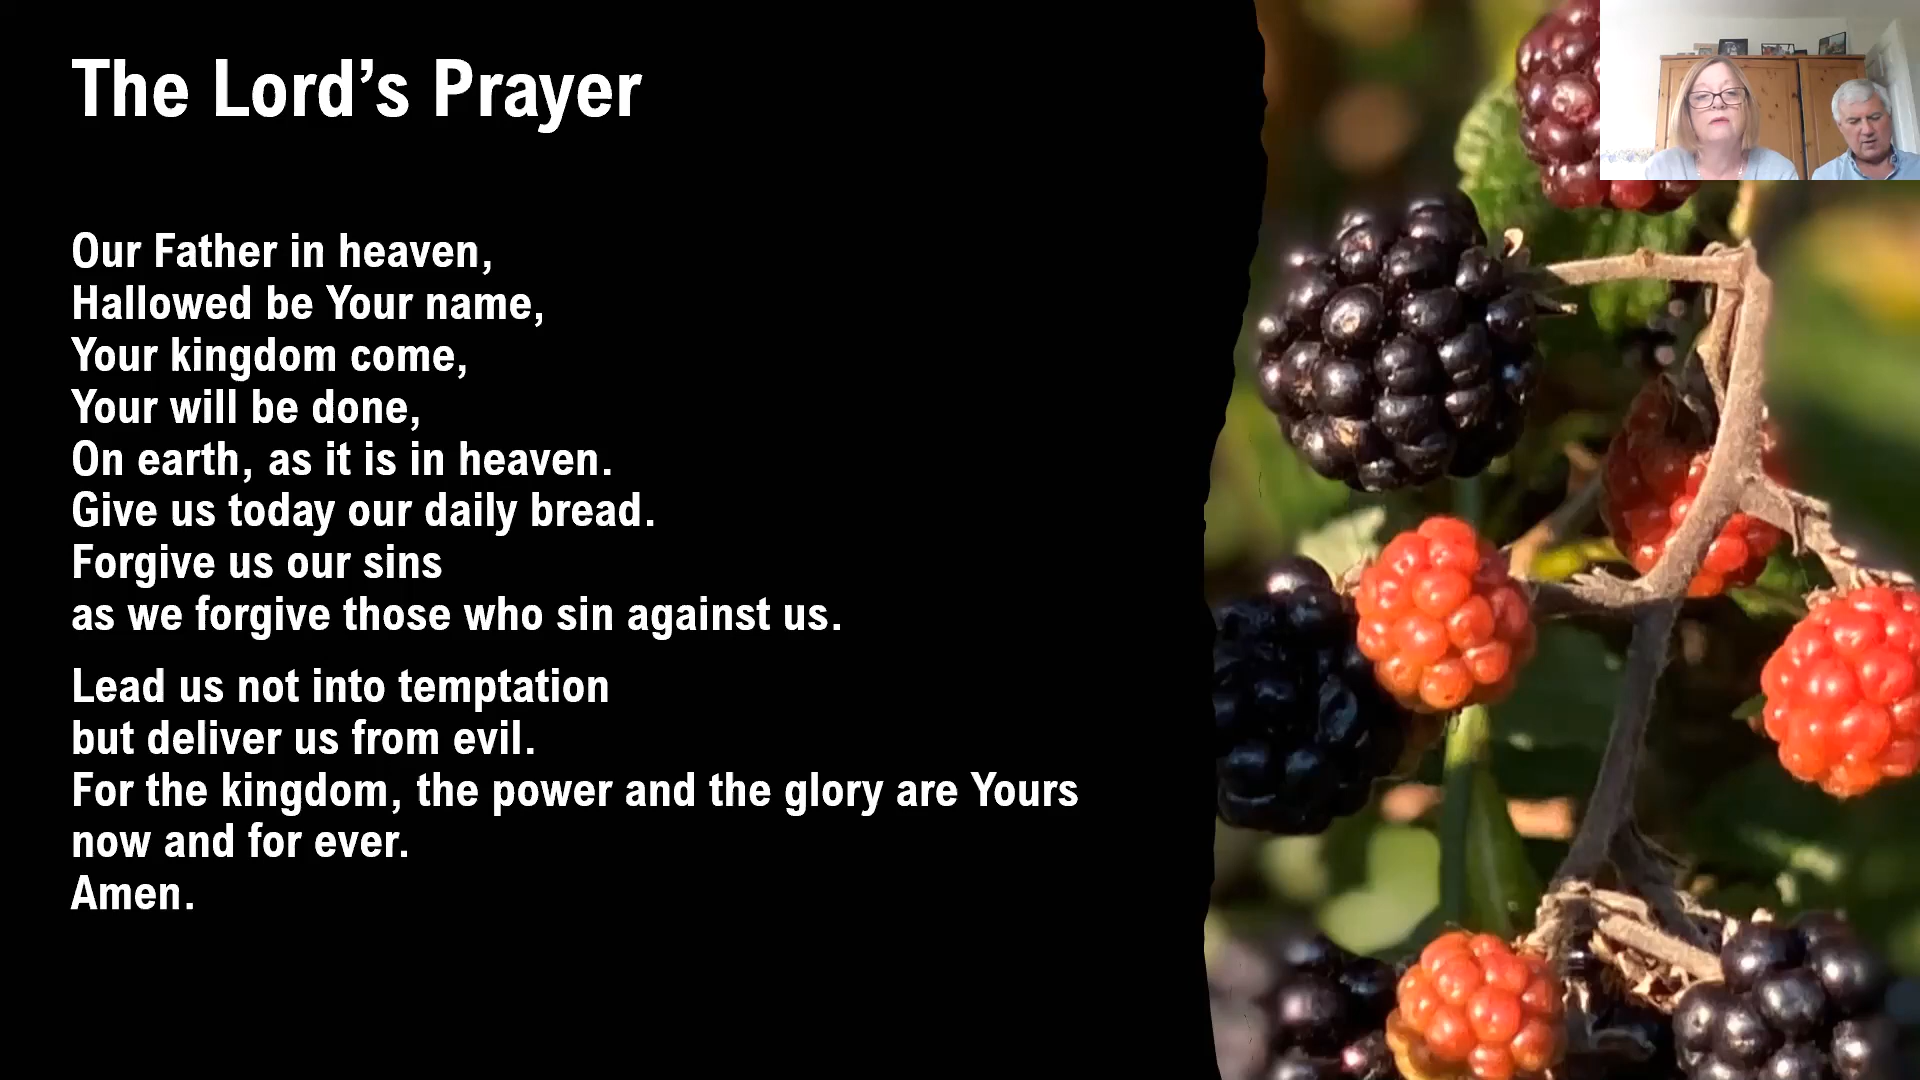 The Lord’s Prayer
Our Father in heaven,
Hallowed be Your name,
Your kingdom come,
Your will be done,
On earth, as it is in heaven.
Give us today our daily bread.
Forgive us our sins
as we forgive those who sin against us.
Lead us not into temptation
but deliver us from evil.
For the kingdom, the power and the glory are Yours
now and for ever.
Amen.